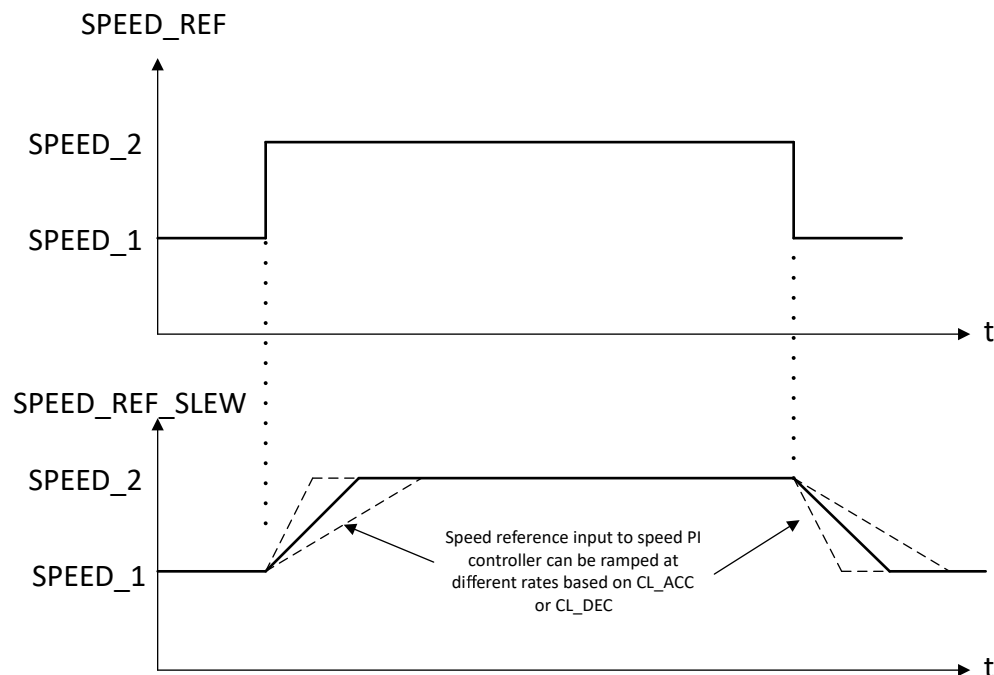 SPEED_REF
SPEED_2
SPEED_1
t
SPEED_REF_SLEW
SPEED_2
Speed reference input to speed PI
controller can be ramped at
different rates based on CL_ACC
or CL_DEC
SPEED_1
t